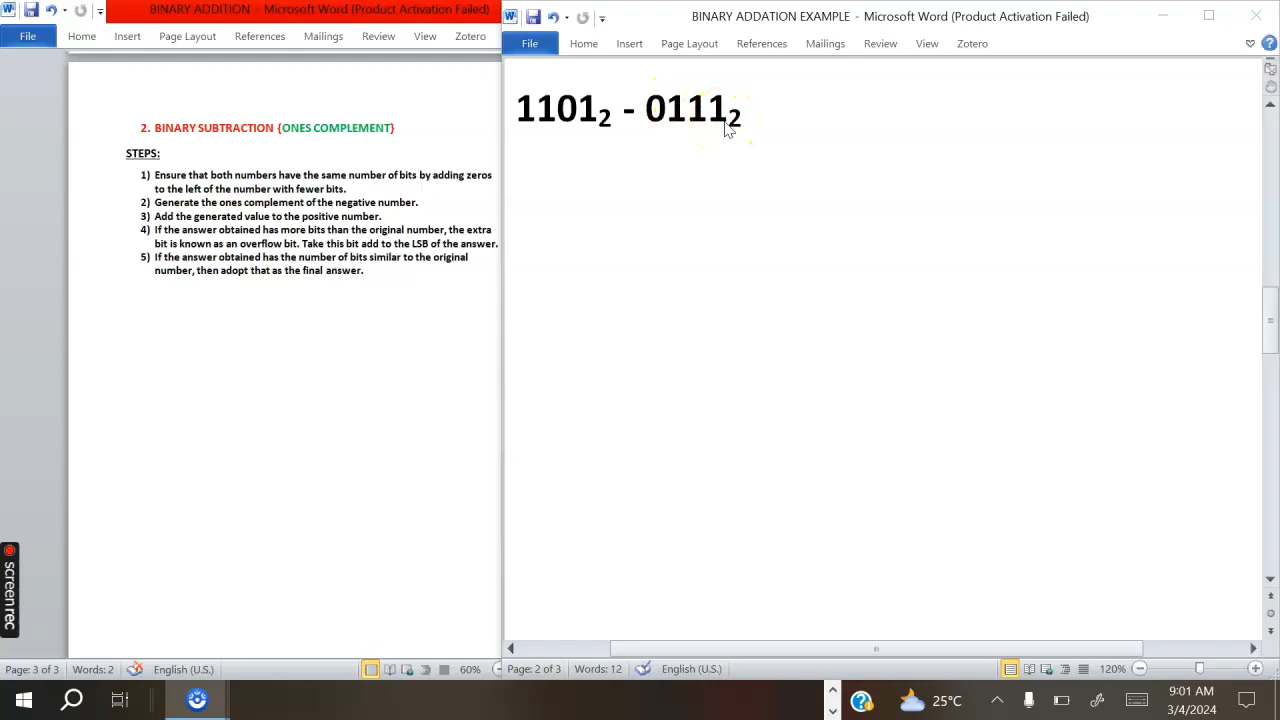 BINARY ADDITION - Microsoft Word (Product Activation Failed)
File Home Insert Page Layout References Mailings Review View Zotero
2. BINARY SUBTRACTION {ONES COMPLEMENT}
STEPS:
1) Ensure that both numbers have the same number of bits by adding zeros
to the left of the number with fewer bits.
2) Generate the ones complement of the negative number.
3) Add the generated value to the positive number.
4) If the answer obtained has more bits than the original number, the extra
bit is known as an overflow bit. Take this bit add to the LSB of the answer.
5) If the answer obtained has the number of bits similar to the original
number, then adopt that as the final answer.
screen rec
Page: 3 of 3 Words: 2 English (U.S.) 60%
BINARY ADDATION EXAMPLE - Microsoft Word (Product Activation Failed)
File Home Insert Page Layout References Mailings Review View Zotero
1101₂ - 0111₂
Page: 2 of 3 Words: 12 English (U.S.) 120%
25°C
9:01 AM
3/4/2024